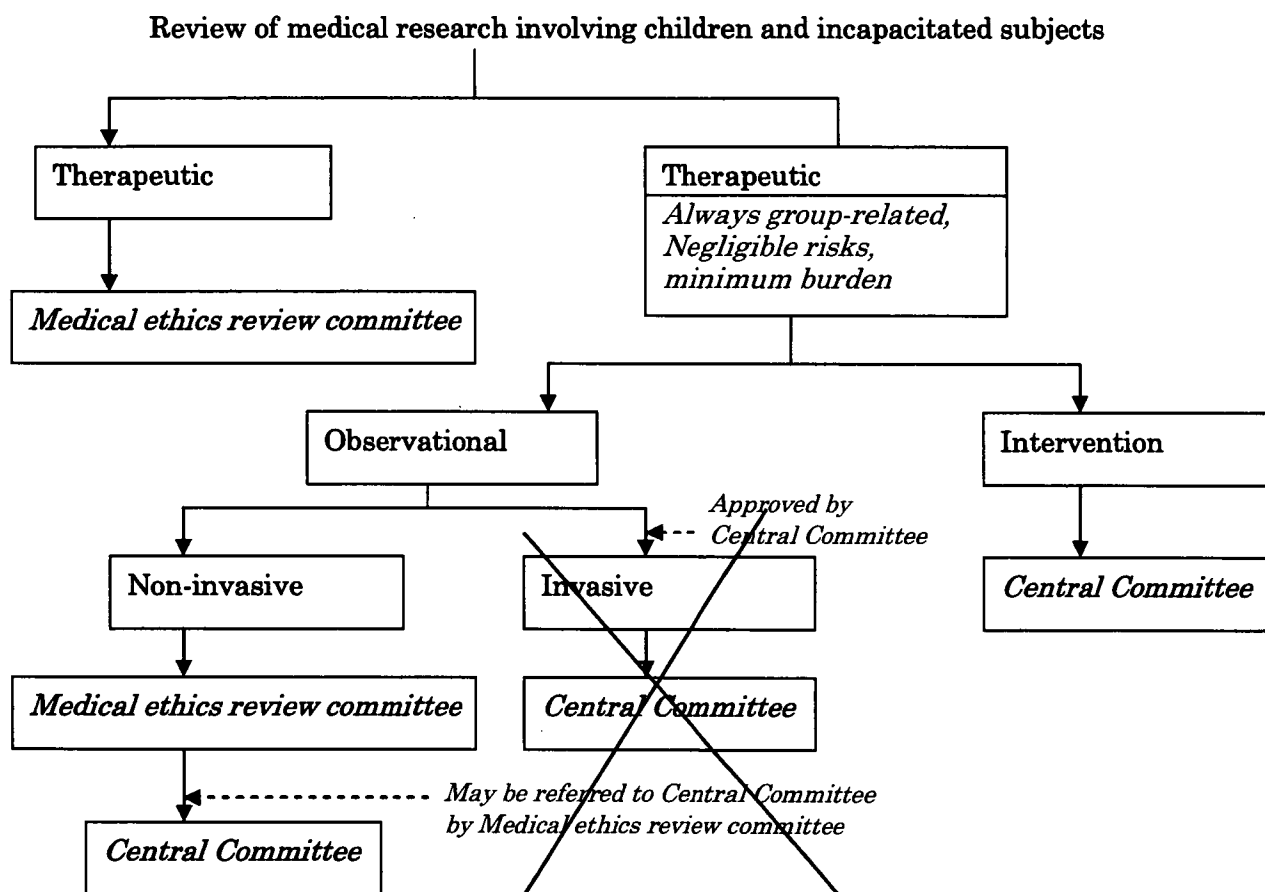 Review of medical research involving children and incapacitated subjects
Therapeutic
Therapeutic
Always group-related,
Negligible risks,
minimum burden
Medical ethics review committee
Observational
Intervention
Approved by
Central Committee
Non-invasive
Invasive
Central Committee
Medical ethics review committee
Central Committee
May be referred to Central Committee
by Medical ethics review committee
Central Committee